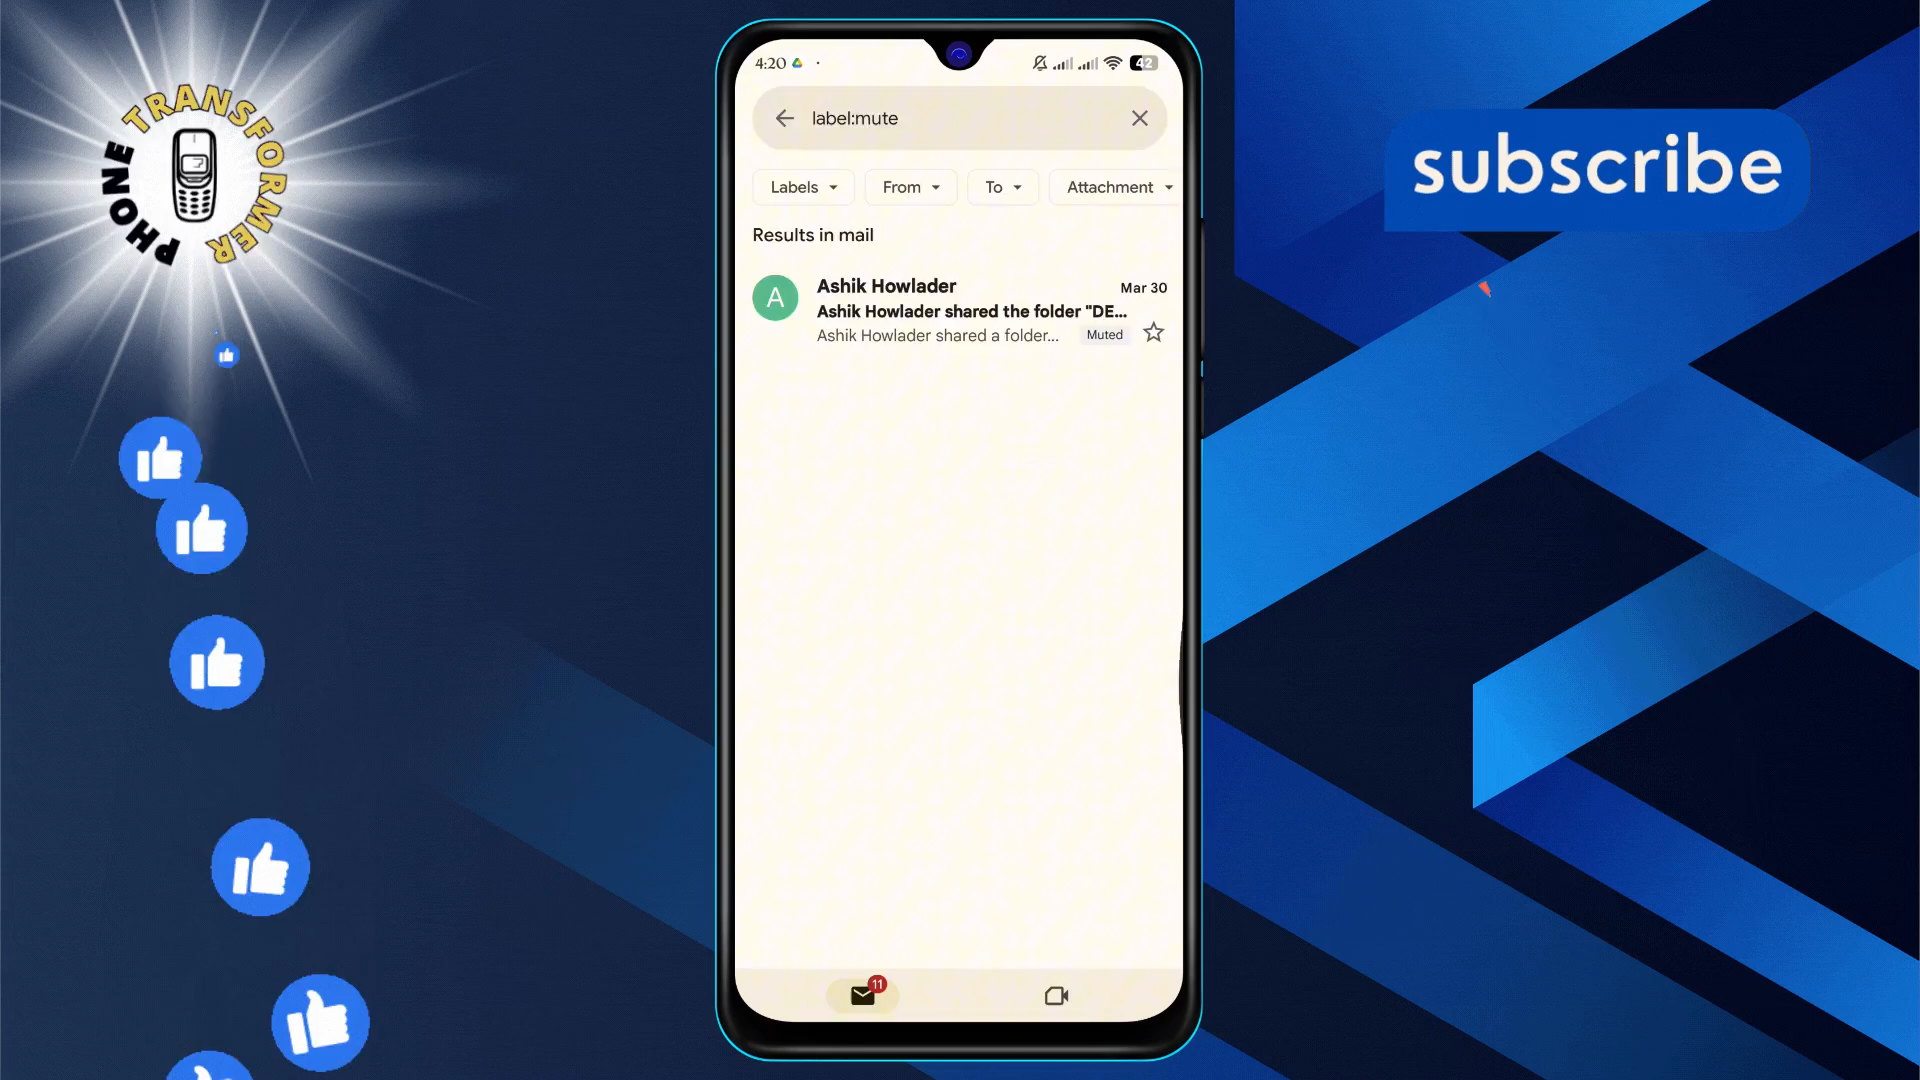 PHONE TRANSFORMER
subscribe
4:20
42
label:mute
Labels
From
To
Attachment
Results in mail
A
Ashik Howlader
Mar 30
Ashik Howlader shared the folder "DE...
Ashik Howlader shared a folder...
Muted
11